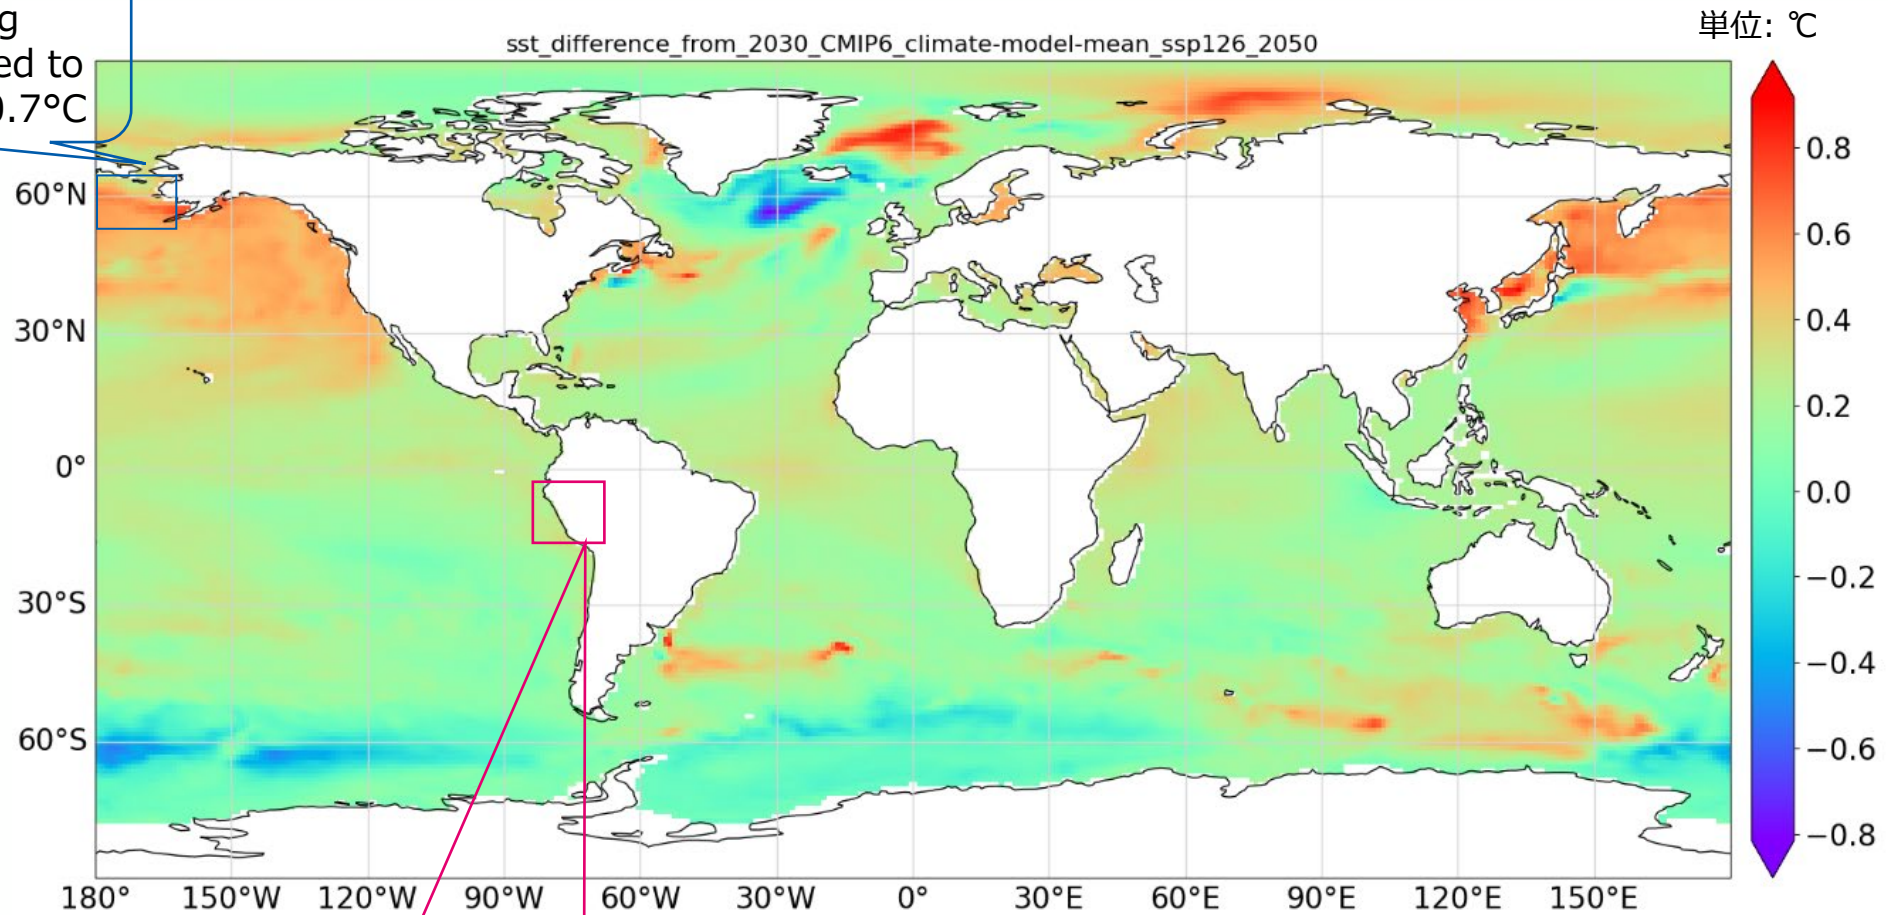 g
ed to
0.7°C
単位: ℃
sst_difference_from_2030_CMIP6_climate-model-mean_ssp126_2050
60°N
30°N
0°
30°S
60°S
180° 150°W 120°W 90°W 60°W 30°W 0° 30°E 60°E 90°E 120°E 150°E
0.8
0.6
0.4
0.2
0.0
−0.2
−0.4
−0.6
−0.8